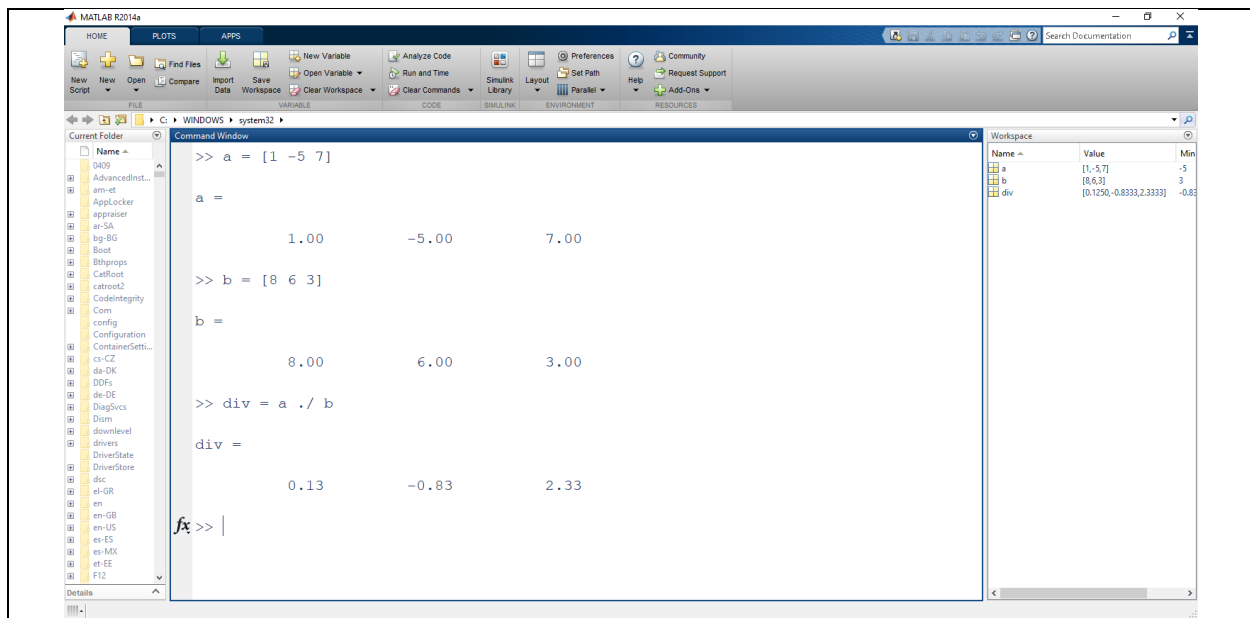 MATLAB R2014a
HOME PLOTS APPS
Search Documentation
New Script
New
Open
Find Files
Compare
Import Data
Save Workspace
New Variable
Open Variable
Clear Workspace
Analyze Code
Run and Time
Clear Commands
Simulink Library
Layout
Preferences
Set Path
Parallel
Help
Community
Request Support
Add-Ons
FILE VARIABLE CODE SIMULINK ENVIRONMENT RESOURCES
C: WINDOWS system32
Current Folder
Name
0409
AdvancedInst...
am-et
AppLocker
appraiser
ar-SA
bg-BG
Boot
Bthprops
CatRoot
catroot2
CodeIntegrity
Com
config
Configuration
ContainerSetti...
cs-CZ
da-DK
DDFs
de-DE
DiagSvcs
Dism
downlevel
drivers
DriverState
DriverStore
dsc
el-GR
en
en-GB
en-US
es-ES
es-MX
et-EE
F12
Details
Command Window
>> a = [1 -5 7]
a =
1.00 -5.00 7.00
>> b = [8 6 3]
b =
8.00 6.00 3.00
>> div = a ./ b
div =
0.13 -0.83 2.33
fx >>
Workspace
Name Value Min
a [1,-5,7] -5
b [8,6,3] 3
div [0.1250,-0.8333,2.3333] -0.83